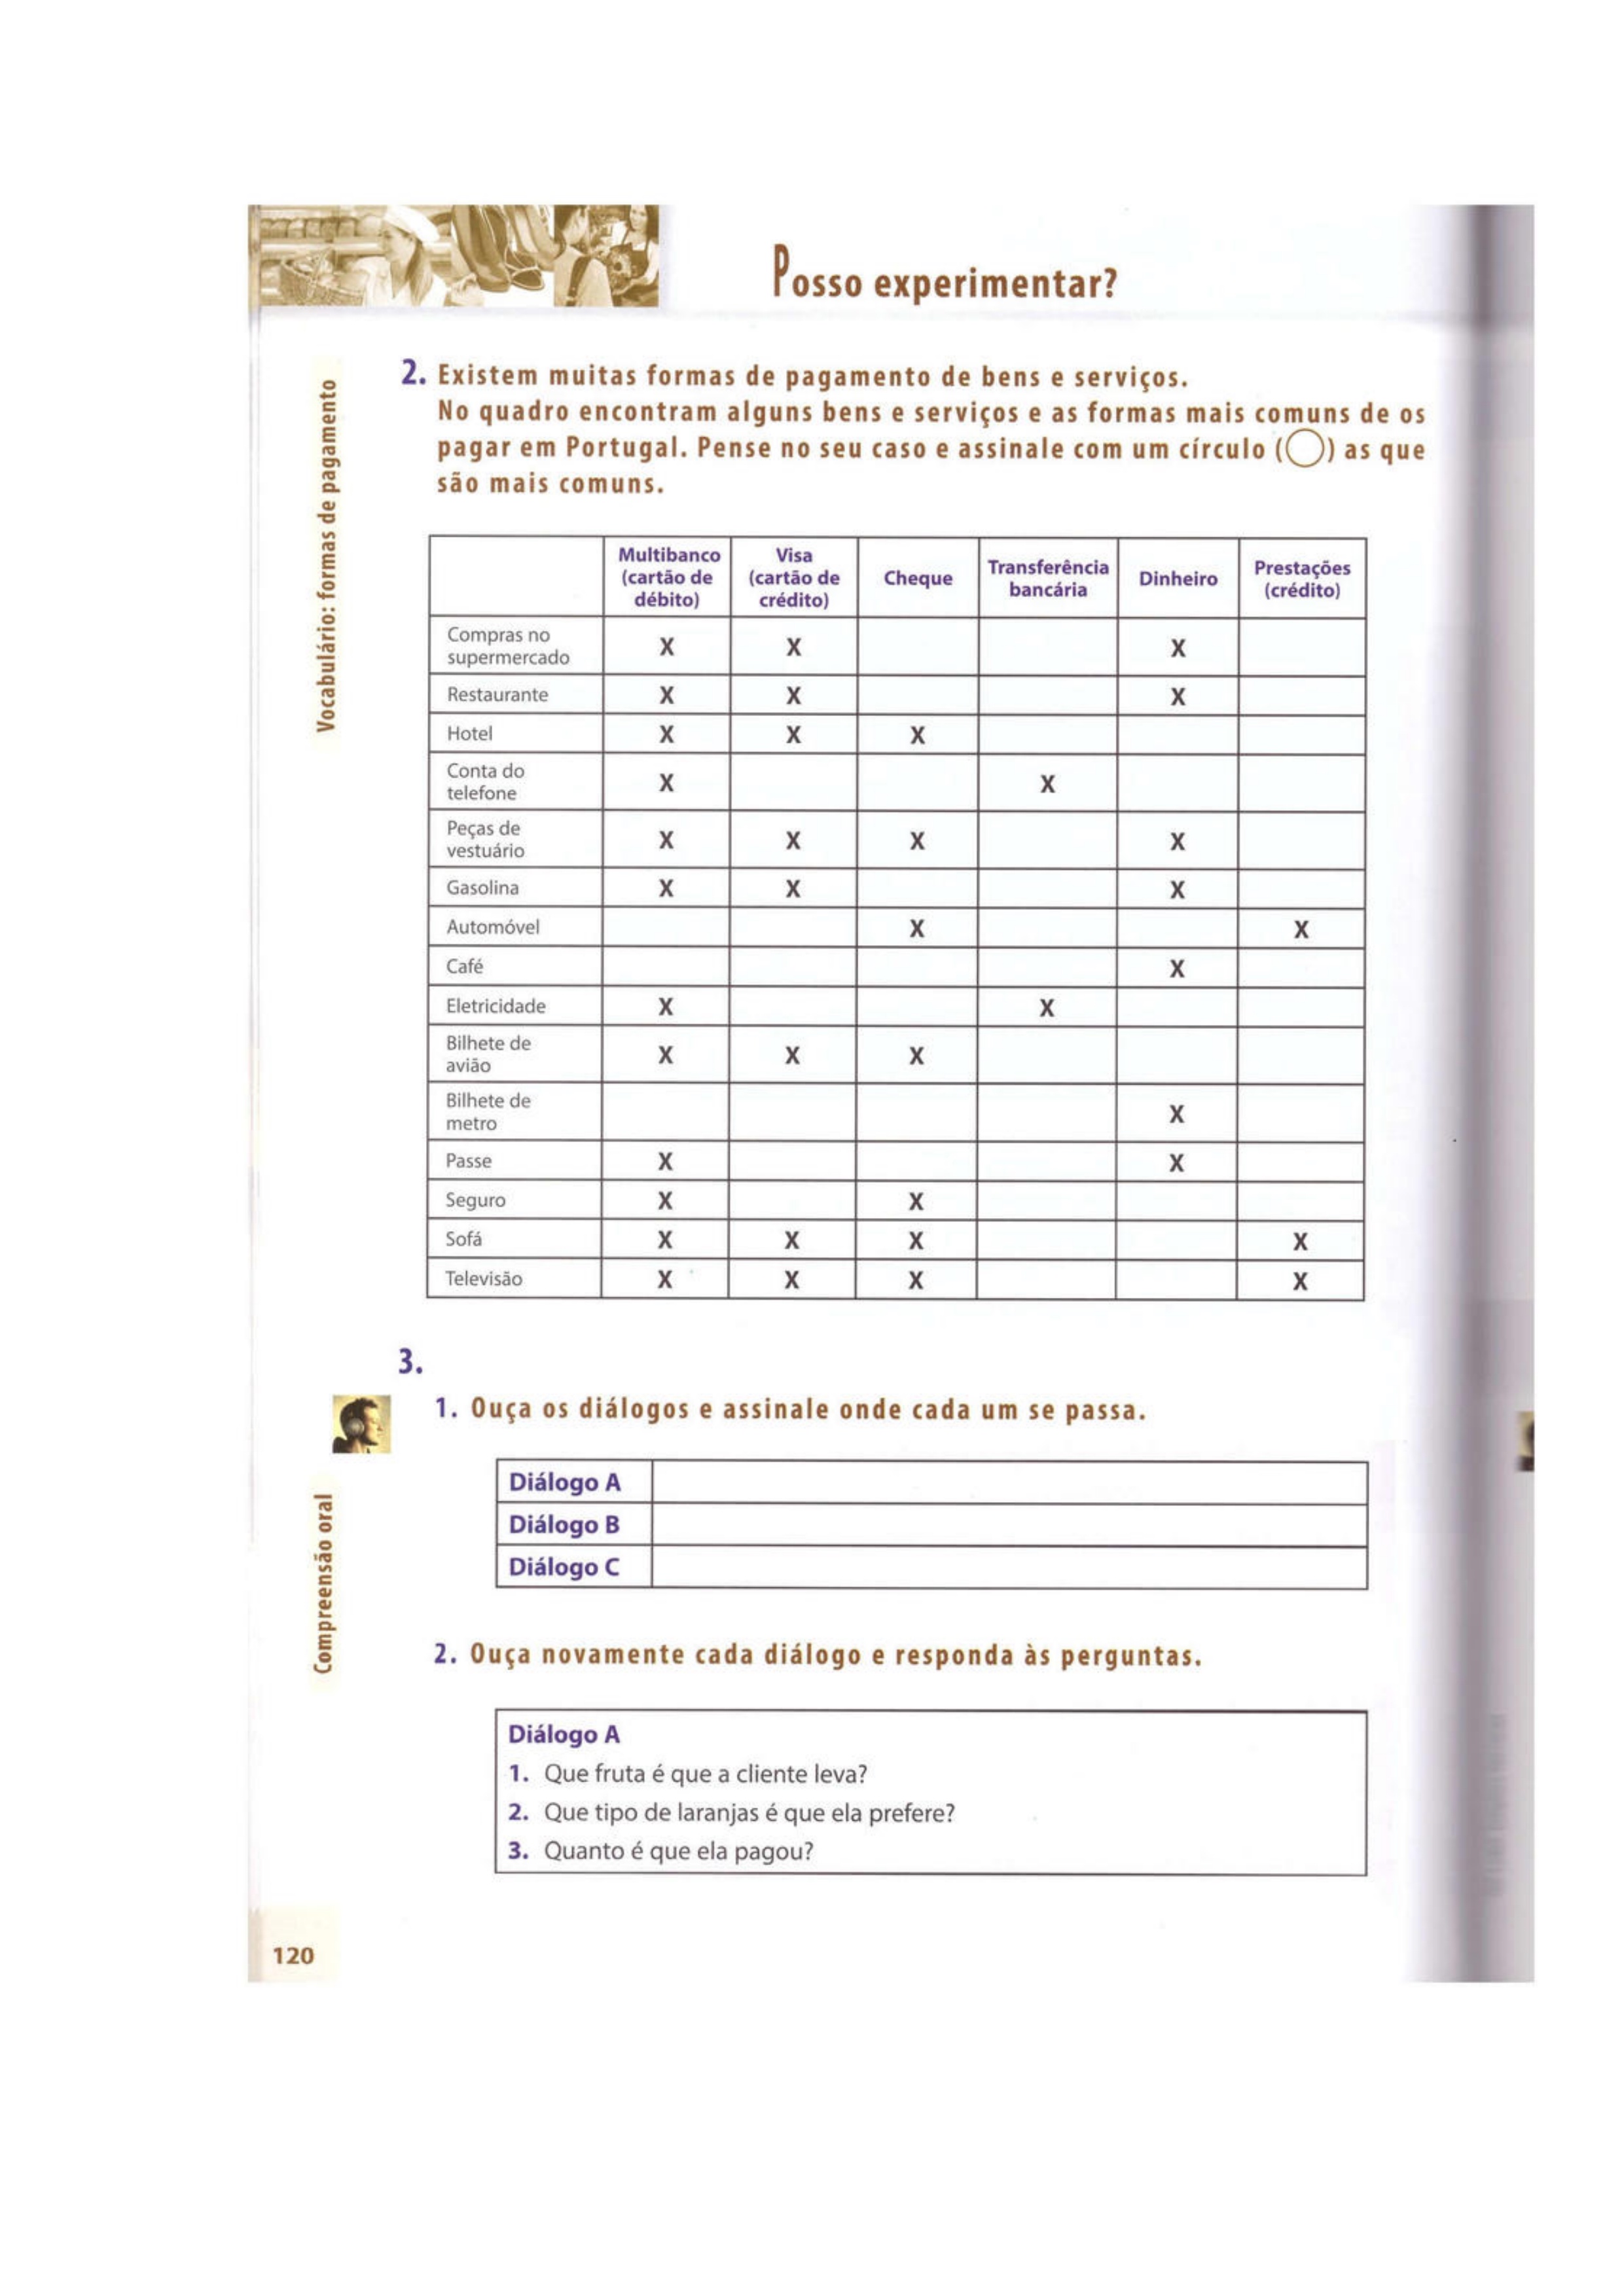 Posso experimentar?
Vocabulário: formas de pagamento
2. Existem muitas formas de pagamento de bens e serviços.
No quadro encontram alguns bens e serviços e as formas mais comuns de os
pagar em Portugal. Pense no seu caso e assinale com um círculo (◯) as que
são mais comuns.
Multibanco (cartão de débito) Visa (cartão de crédito) Cheque Transferência bancária Dinheiro Prestações (crédito)
Compras no supermercado X X X
Restaurante X X X
Hotel X X X
Conta do telefone X X
Peças de vestuário X X X X
Gasolina X X X
Automóvel X X
Café X
Eletricidade X X
Bilhete de avião X X X
Bilhete de metro X
Passe X X
Seguro X X
Sofá X X X X
Televisão X X X X
3.
Compreensão oral
1. Ouça os diálogos e assinale onde cada um se passa.
Diálogo A
Diálogo B
Diálogo C
2. Ouça novamente cada diálogo e responda às perguntas.
Diálogo A
1. Que fruta é que a cliente leva?
2. Que tipo de laranjas é que ela prefere?
3. Quanto é que ela pagou?
120